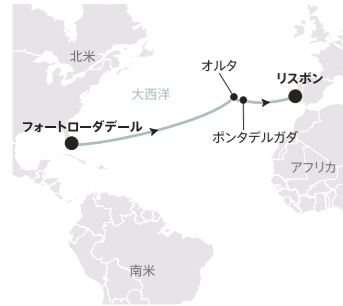 北米
オルタ
リスボン
大西洋
フォートローダデール
ポンタデルガダ
アフリカ
南米